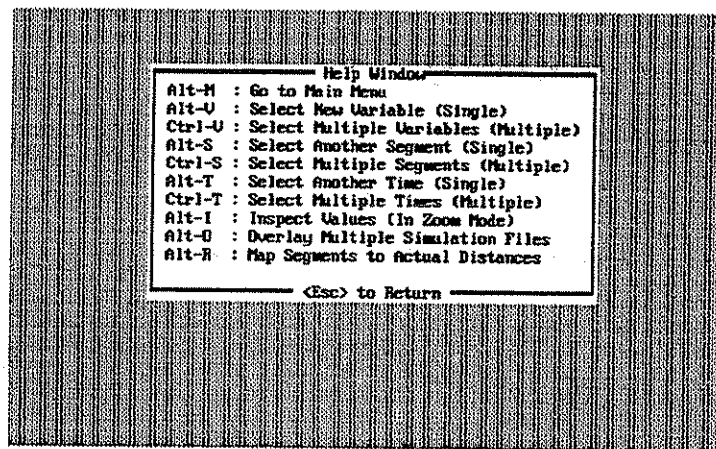 Help Window
Alt-M : Go to Main Menu
Alt-V : Select New Variable (Single)
Ctrl-V : Select Multiple Variables (Multiple)
Alt-S : Select Another Segment (Single)
Ctrl-S : Select Multiple Segments (Multiple)
Alt-T : Select Another Time (Single)
Ctrl-T : Select Multiple Times (Multiple)
Alt-I : Inspect Values (In Zoom Mode)
Alt-O : Overlay Multiple Simulation Files
Alt-R : Map Segments to Actual Distances
<Esc> to Return